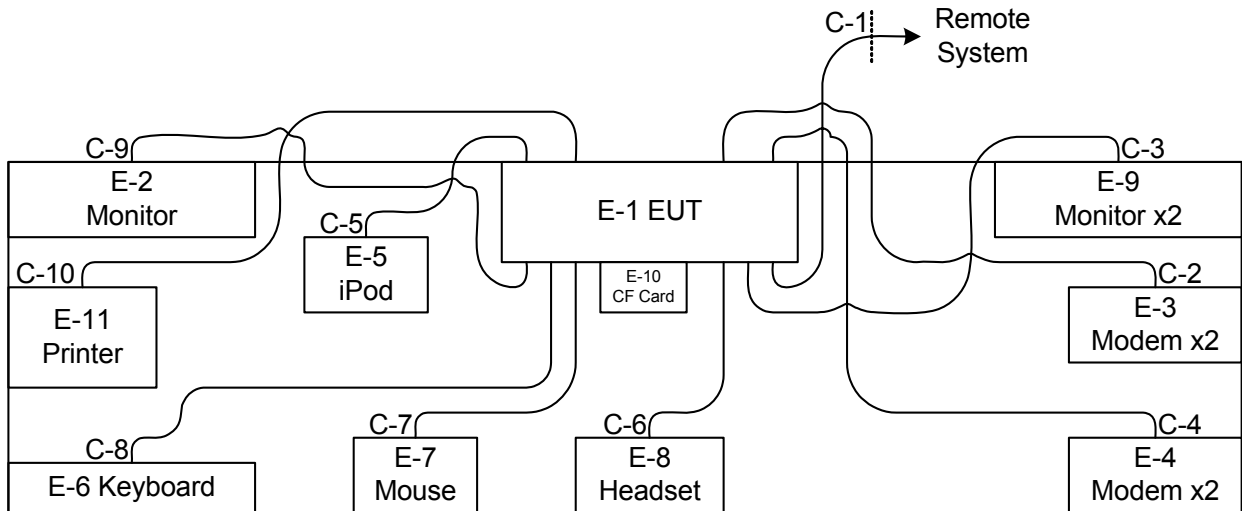 C-1
Remote
System
C-9
E-2
Monitor
C-5
E-5
iPod
E-1 EUT
E-10
CF Card
C-3
E-9
Monitor x2
C-10
E-11
Printer
C-2
E-3
Modem x2
C-8
E-6 Keyboard
C-7
E-7
Mouse
C-6
E-8
Headset
C-4
E-4
Modem x2